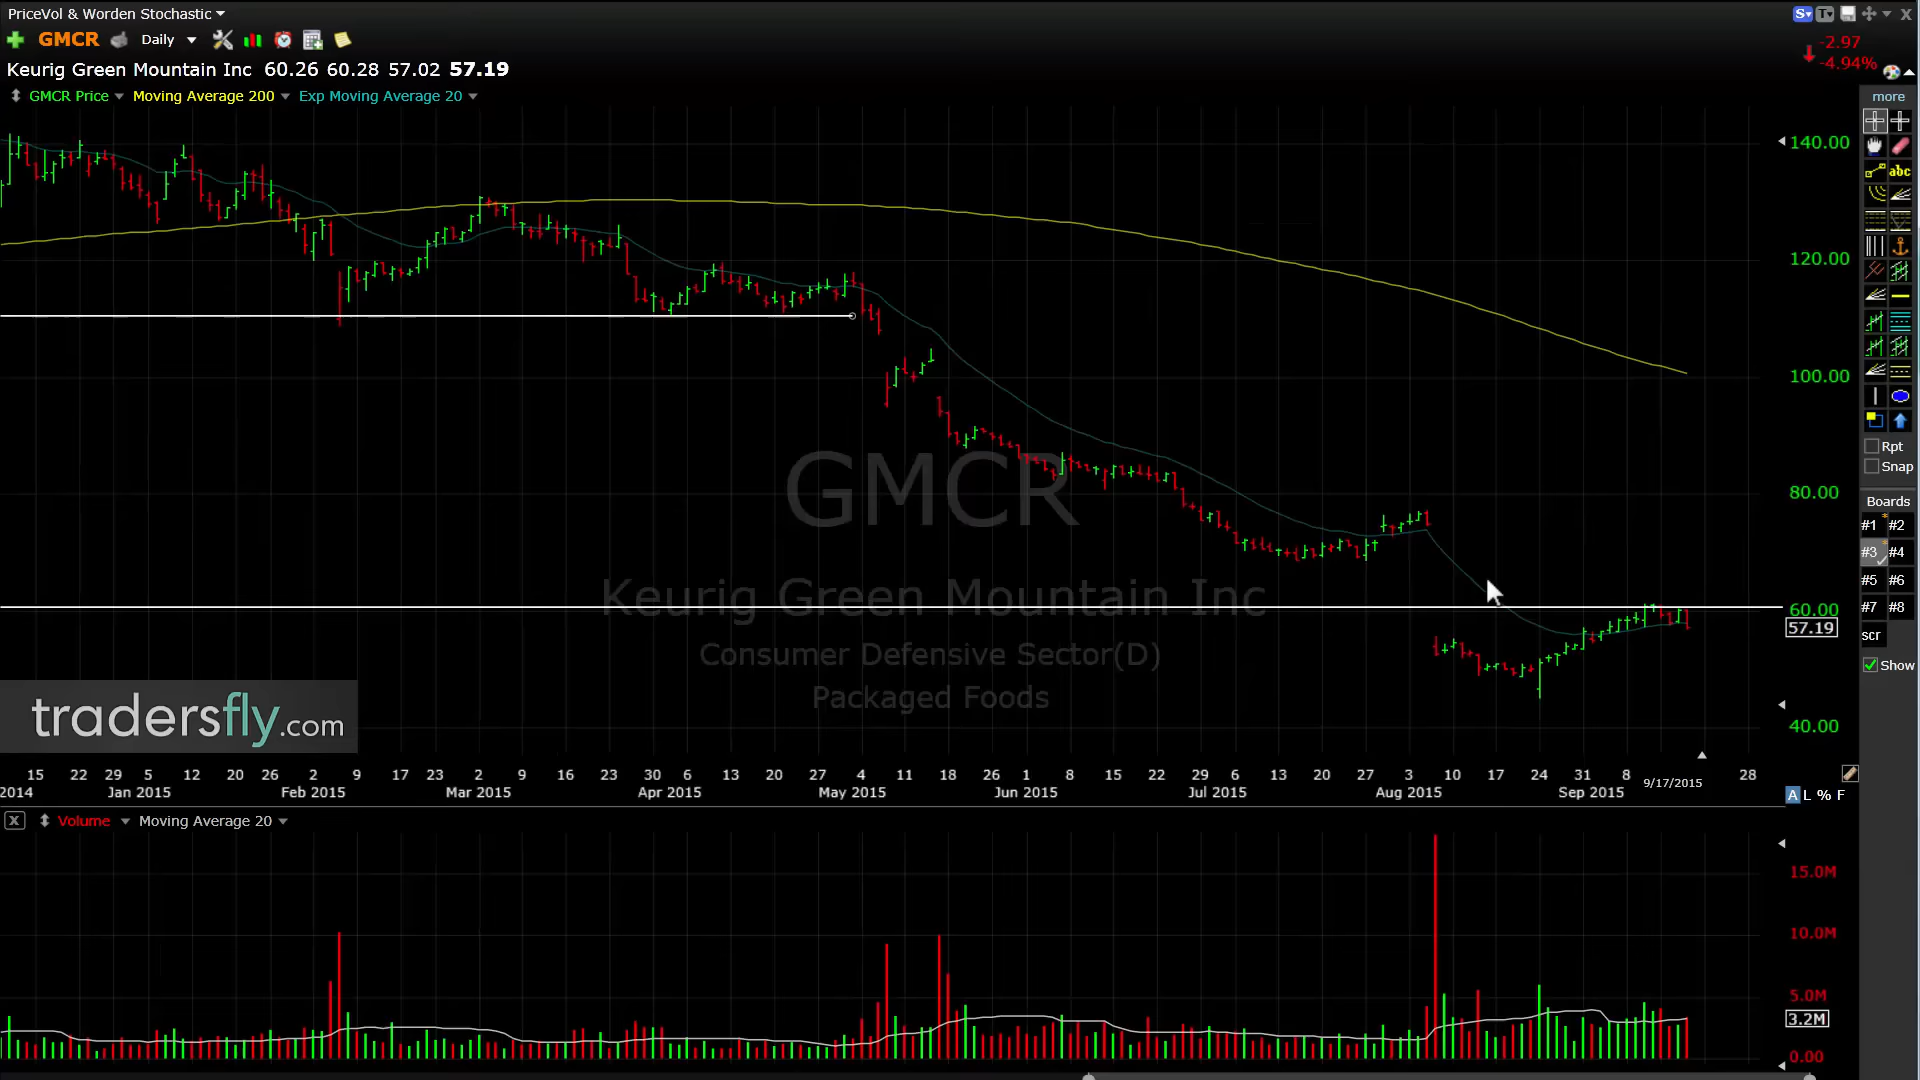 PriceVol & Worden Stochastic
S T X
GMCR Daily
-2.97
-4.94%
Keurig Green Mountain Inc 60.26 60.28 57.02 57.19
GMCR Price Moving Average 200 Exp Moving Average 20
more
abc
140.00
120.00
100.00
80.00
60.00
57.19
40.00
GMCR
Keurig Green Mountain Inc
Consumer Defensive Sector(D)
Packaged Foods
Rpt
Snap
Boards
#1 * #2
#3 * #4
#5 #6
#7 #8
scr
Show
tradersfly.com
15 22 29 5 12 20 26 2 9 17 23 2 9 16 23 30 6 13 20 27 4 11 18 26 1 8 15 22 29 6 13 20 27 3 10 17 24 31 8 9/17/2015 28
2014 Jan 2015 Feb 2015 Mar 2015 Apr 2015 May 2015 Jun 2015 Jul 2015 Aug 2015 Sep 2015
A L % F
X Volume Moving Average 20
15.0M
10.0M
5.0M
3.2M
0.00